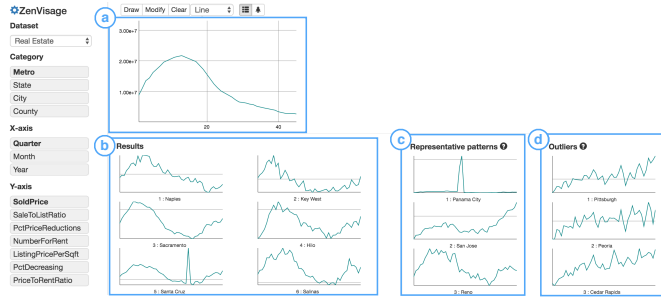 ZenVisage
Dataset
Real Estate
Category
Metro
State
City
County
X-axis
Quarter
Month
Year
Y-axis
SoldPrice
SaleToListRatio
PctPriceReductions
NumberForRent
ListingPricePerSqft
PctDecreasing
PriceToRentRatio
a
Draw Modify Clear Line
3.00e+7
2.00e+7
1.00e+7
20 40
b
Results
1 : Naples 2 : Key West
3 : Sacramento 4 : Hilo
5 : Santa Cruz 6 : Salinas
c
Representative patterns ?
1 : Panama City
2 : San Jose
3 : Reno
d
Outliers ?
1 : Pittsburgh
2 : Peoria
3 : Cedar Rapids